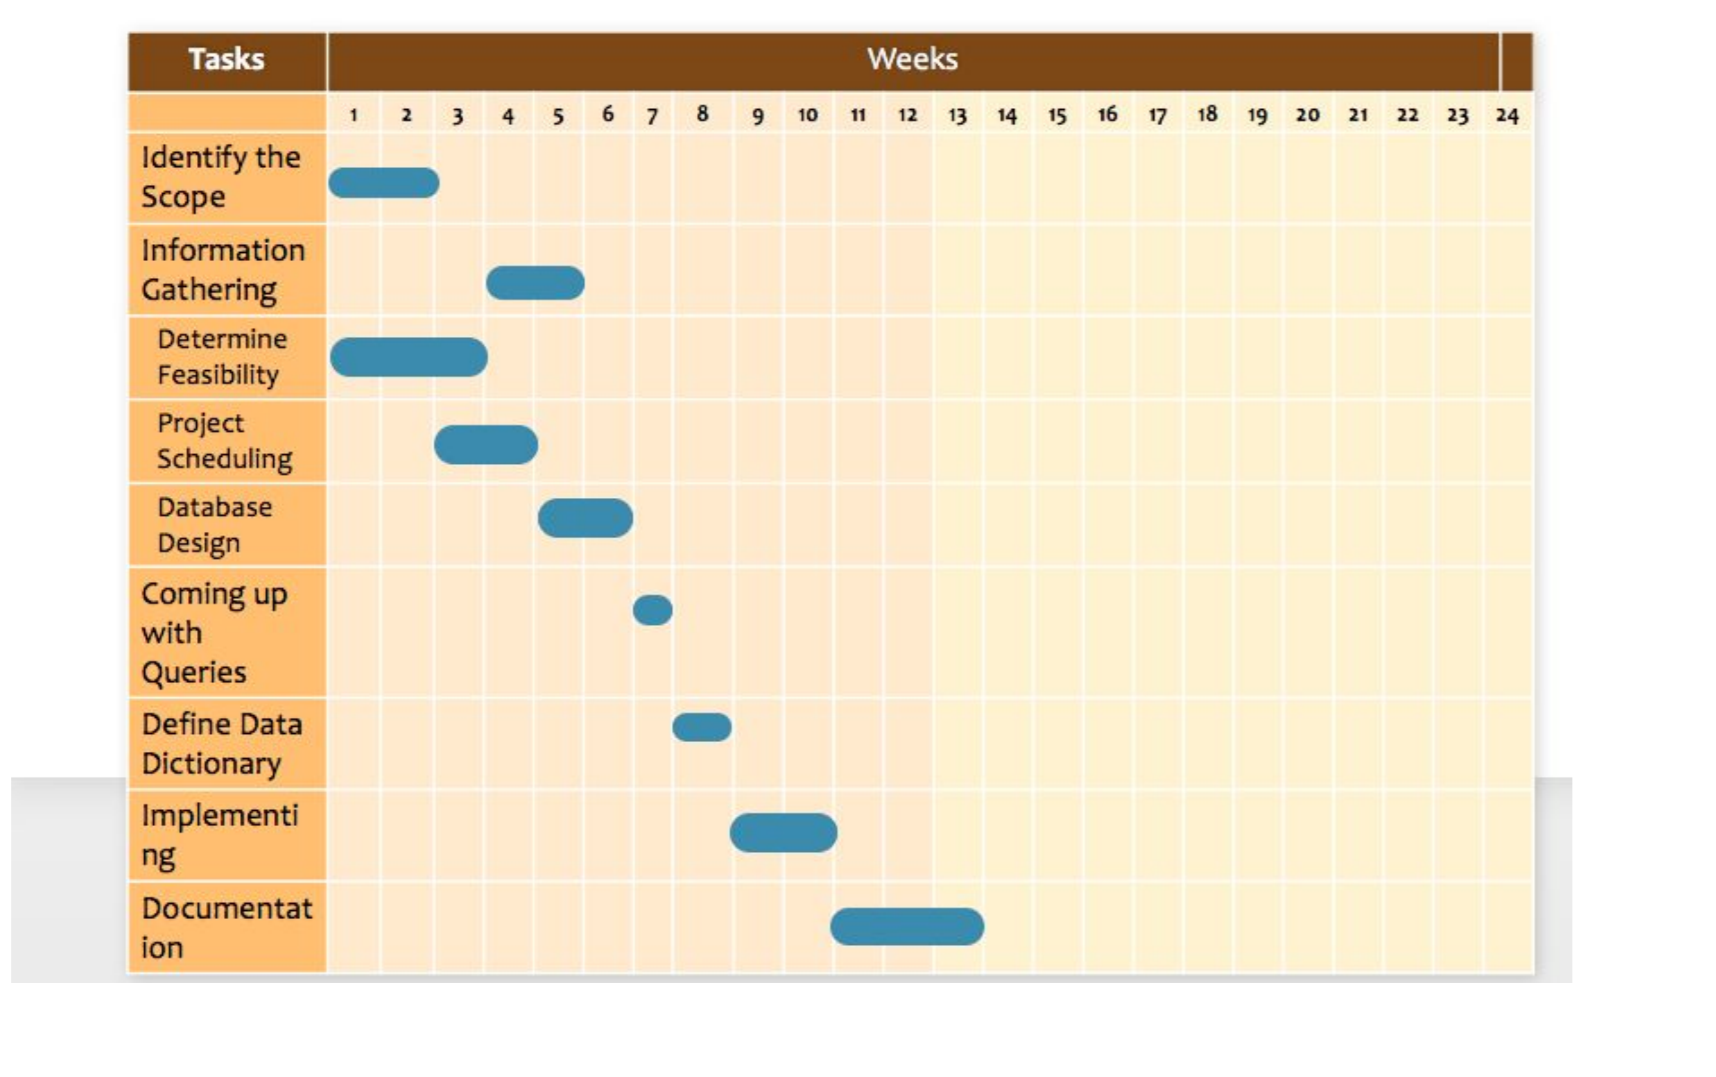 Tasks Weeks
1 2 3 4 5 6 7 8 9 10 11 12 13 14 15 16 17 18 19 20 21 22 23 24
Identify the
Scope
Information
Gathering
Determine
Feasibility
Project
Scheduling
Database
Design
Coming up
with
Queries
Define Data
Dictionary
Implementi
ng
Documentat
ion